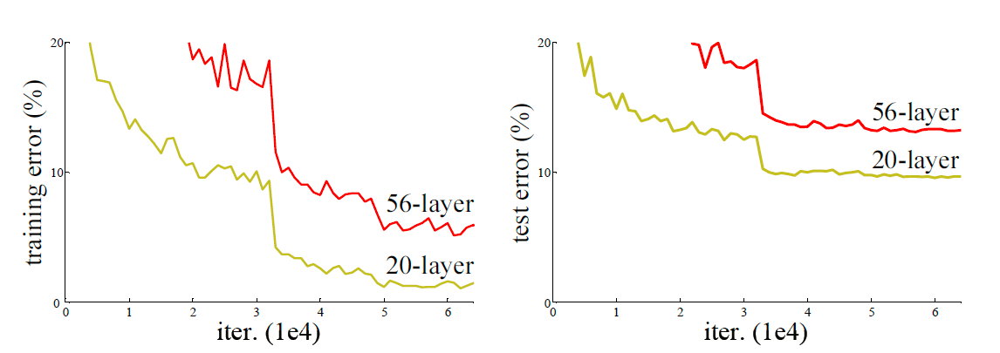 training error (%)
20
10
0
56-layer
20-layer
0 1 2 3 4 5 6
iter. (1e4)
test error (%)
20
10
0
56-layer
20-layer
0 1 2 3 4 5 6
iter. (1e4)